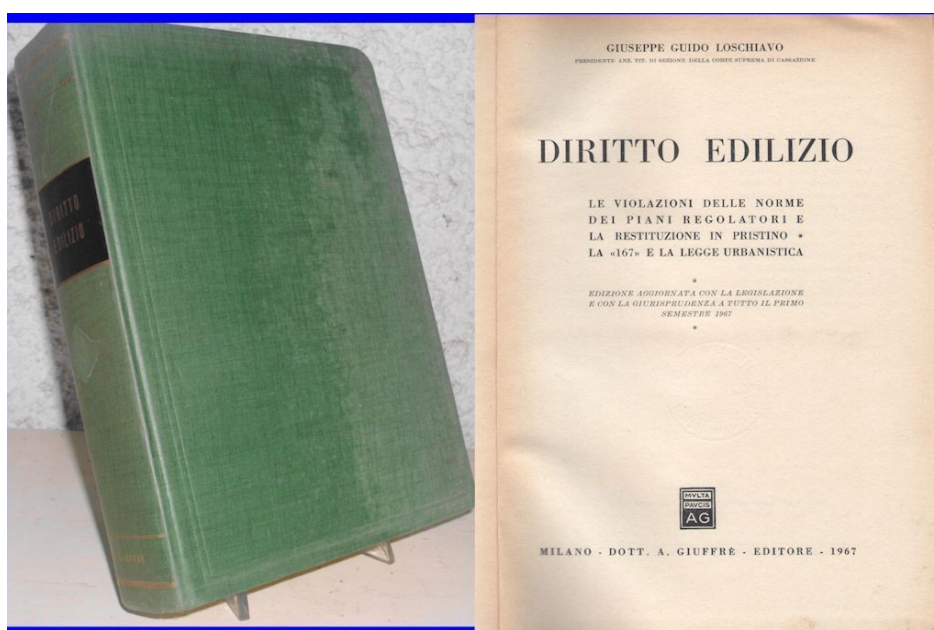 DIRITTO
EDILIZIO
GIUSEPPE GUIDO LOSCHIAVO
PRESIDENTE ANZ. TIT. DI SEZIONE DELLA CORTE SUPREMA DI CASSAZIONE
DIRITTO EDILIZIO
LE VIOLAZIONI DELLE NORME
DEI PIANI REGOLATORI E
LA RESTITUZIONE IN PRISTINO *
LA «167» E LA LEGGE URBANISTICA
*
EDIZIONE AGGIORNATA CON LA LEGISLAZIONE
E CON LA GIURISPRUDENZA A TUTTO IL PRIMO
SEMESTRE 1967
*
MVLTA
PAVCIS
AG
MILANO - DOTT. A. GIUFFRÈ - EDITORE - 1967